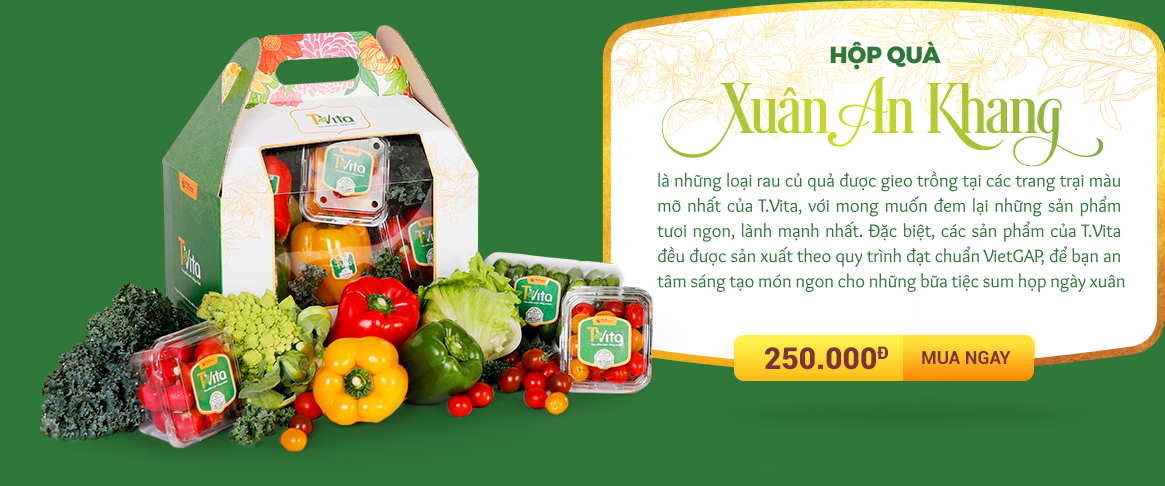 HỘP QUÀ
Xuân An Khang
là những loại rau củ quả được gieo trồng tại các trang trại màu
mỡ nhất của T.Vita, với mong muốn đem lại những sản phẩm
tươi ngon, lành mạnh nhất. Đặc biệt, các sản phẩm của T.Vita
đều được sản xuất theo quy trình đạt chuẩn VietGAP, để bạn an
tâm sáng tạo món ngon cho những bữa tiệc sum họp ngày xuân
250.000Đ
MUA NGAY
T.Vita
T.Vita
T.Vita
T.Vita
T.Vita
T.Vita
T.Vita